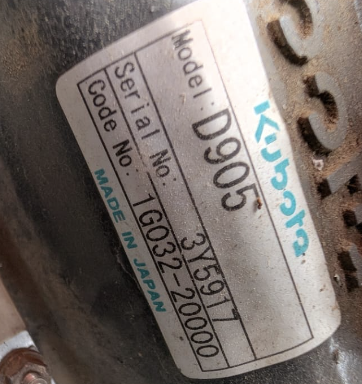 Kubota
Model: D905
Serial No: 3Y5917
Code No: 1G032-20000
MADE IN JAPAN